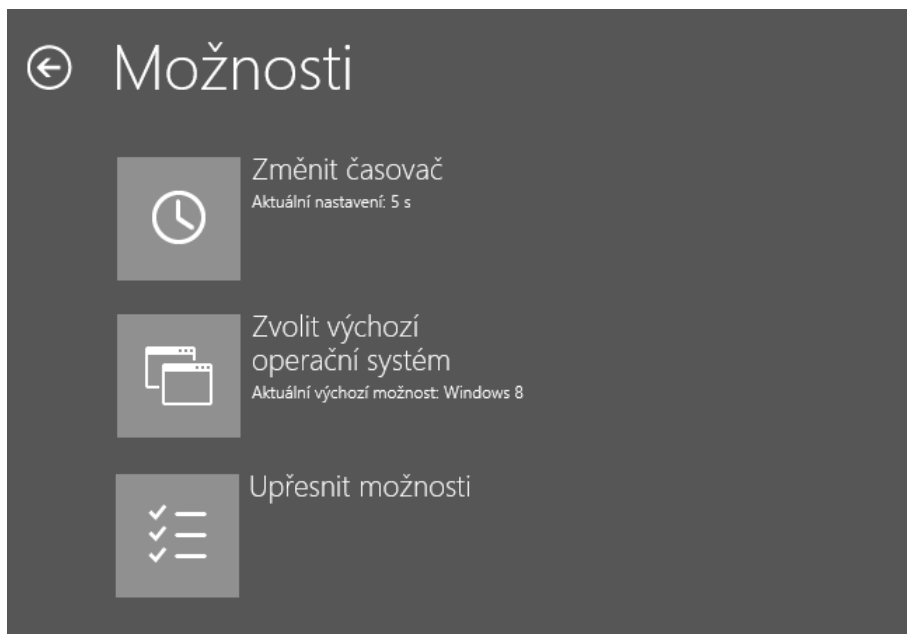 Možnosti
Změnit časovač
Aktuální nastavení: 5 s
Zvolit výchozí
operační systém
Aktuální výchozí možnost: Windows 8
Upřesnit možnosti